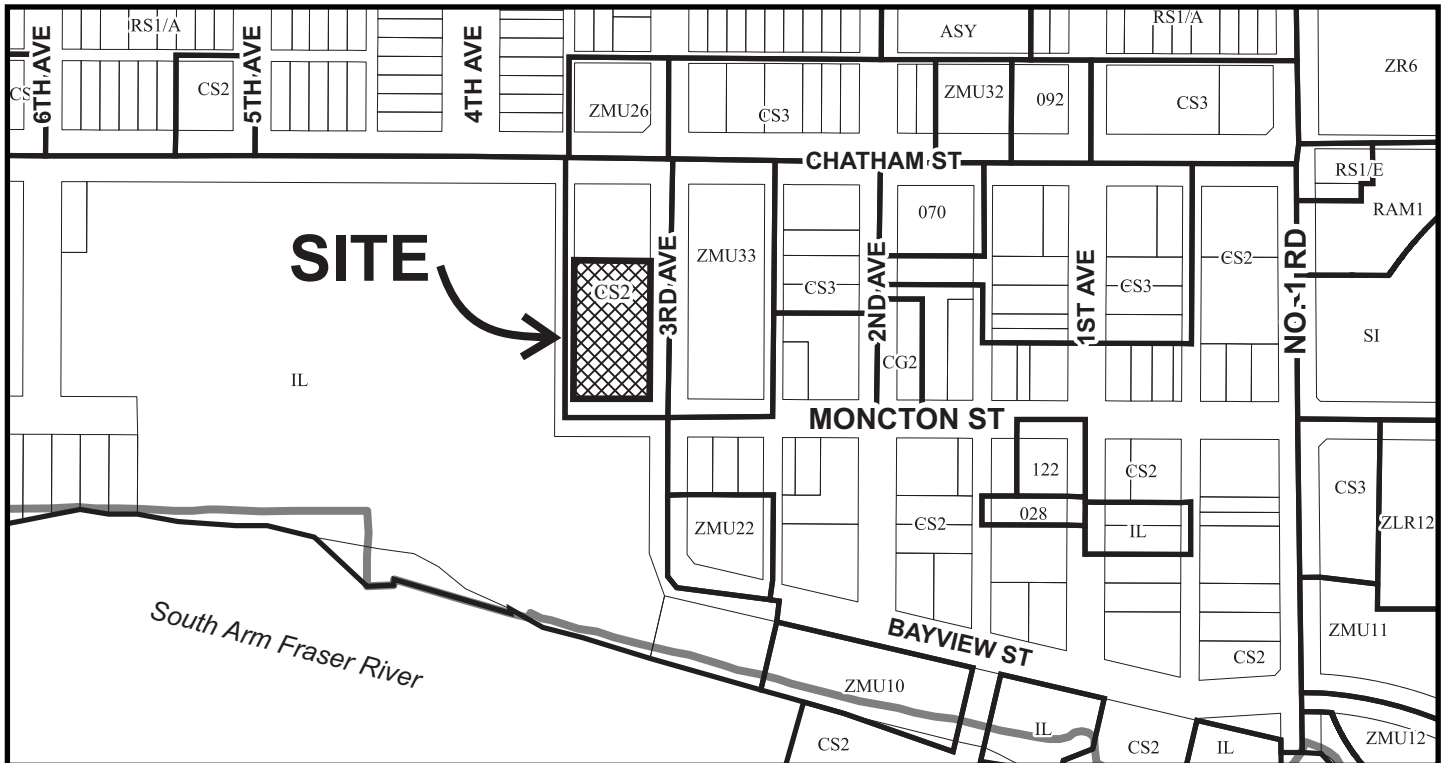 RS1/A
6TH AVE
CS
CS2
5TH AVE
4TH AVE
ZMU26
CS3
ASY
RS1/A
ZMU32
092
CS3
ZR6
CHATHAM ST
RS1/E
RAM1
SITE
CS2
3RD AVE
ZMU33
CS3
2ND AVE
070
CG2
1ST AVE
CS3
CS2
NO. 1 RD
SI
IL
MONCTON ST
122
CS2
CS3
ZMU22
CS2
028
IL
ZLR12
South Arm Fraser River
BAYVIEW ST
ZMU11
CS2
ZMU10
CS2
IL
CS2
IL
ZMU12